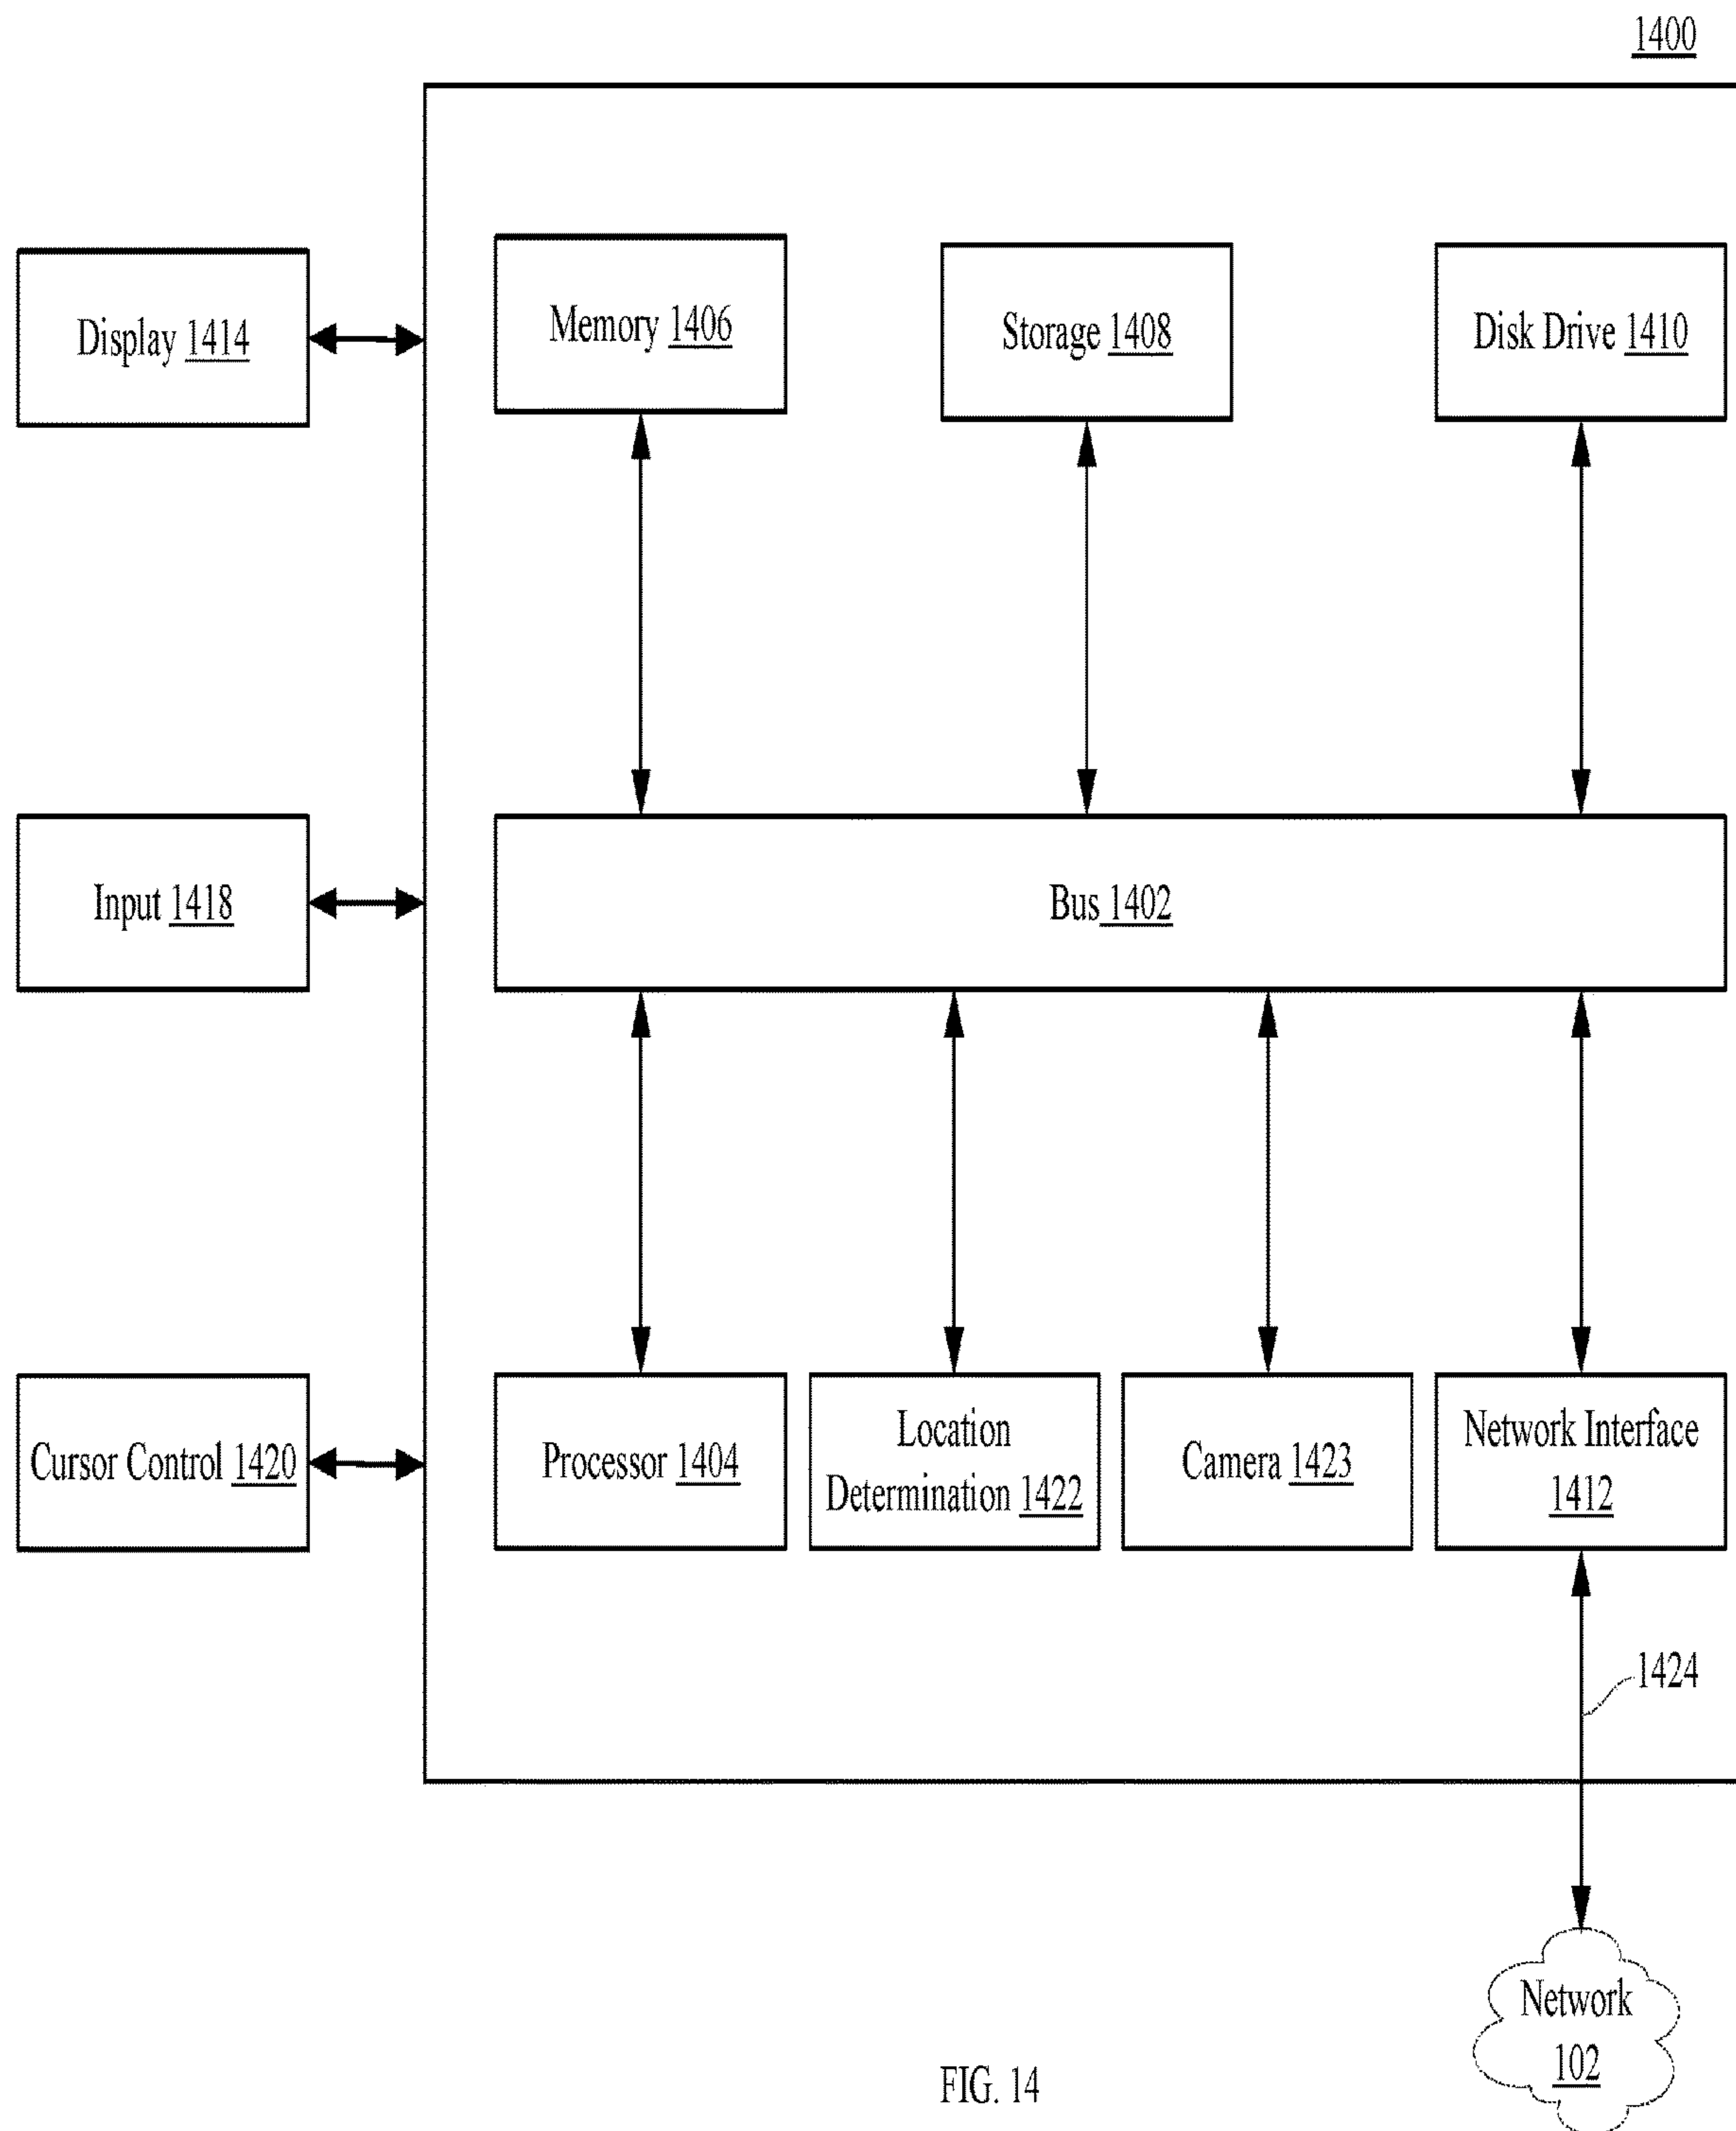 1400
Display 1414
Memory 1406
Storage 1408
Disk Drive 1410
Input 1418
Bus 1402
Cursor Control 1420
Processor 1404
Location
Determination 1422
Camera 1423
Network Interface
1412
1424
Network
102
FIG. 14